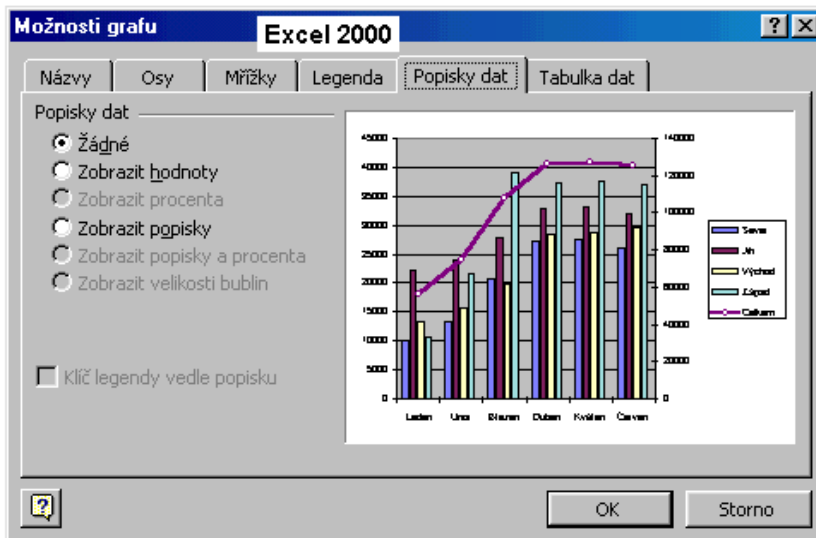 Možnosti grafu
Excel 2000
Názvy
Osy
Mřížky
Legenda
Popisky dat
Tabulka dat
Popisky dat
Žádné
Zobrazit hodnoty
Zobrazit procenta
Zobrazit popisky
Zobrazit popisky a procenta
Zobrazit velikosti bublin
Klíč legendy vedle popisku
45000
40000
35000
30000
25000
20000
15000
10000
5000
0
140000
120000
100000
80000
60000
40000
20000
0
Leden
Únor
Březen
Duben
Květen
Červen
Sever
Jih
Východ
Západ
Celkem
OK
Storno